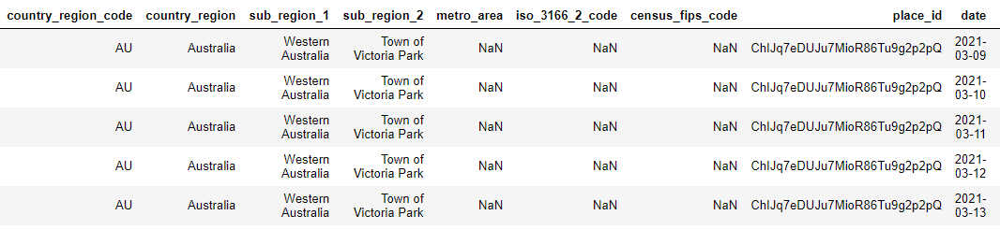 country_region_code country_region sub_region_1 sub_region_2 metro_area iso_3166_2_code census_fips_code place_id date
AU Australia Western Australia Town of Victoria Park NaN NaN NaN ChIJq7eDUJu7MioR86Tu9g2p2pQ 2021-03-09
AU Australia Western Australia Town of Victoria Park NaN NaN NaN ChIJq7eDUJu7MioR86Tu9g2p2pQ 2021-03-10
AU Australia Western Australia Town of Victoria Park NaN NaN NaN ChIJq7eDUJu7MioR86Tu9g2p2pQ 2021-03-11
AU Australia Western Australia Town of Victoria Park NaN NaN NaN ChIJq7eDUJu7MioR86Tu9g2p2pQ 2021-03-12
AU Australia Western Australia Town of Victoria Park NaN NaN NaN ChIJq7eDUJu7MioR86Tu9g2p2pQ 2021-03-13